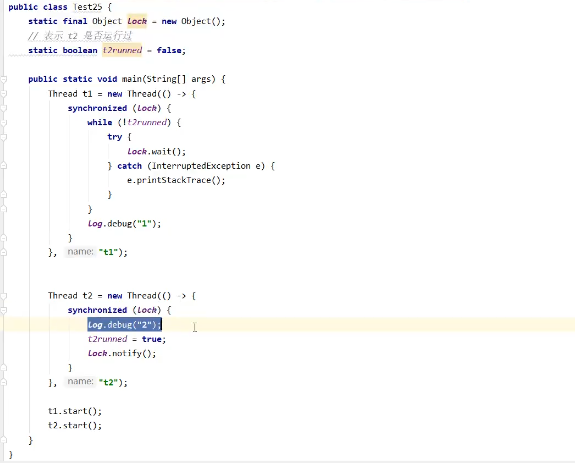 public class Test25 {
static final Object lock = new Object();
// 表示 t2 是否运行过
static boolean t2runned = false;
public static void main(String[] args) {
Thread t1 = new Thread(() -> {
synchronized (lock) {
while (!t2runned) {
try {
lock.wait();
} catch (InterruptedException e) {
e.printStackTrace();
}
}
log.debug("1");
}
}, name: "t1");
Thread t2 = new Thread(() -> {
synchronized (lock) {
log.debug("2");
t2runned = true;
lock.notify();
}
}, name: "t2");
t1.start();
t2.start();
}
}